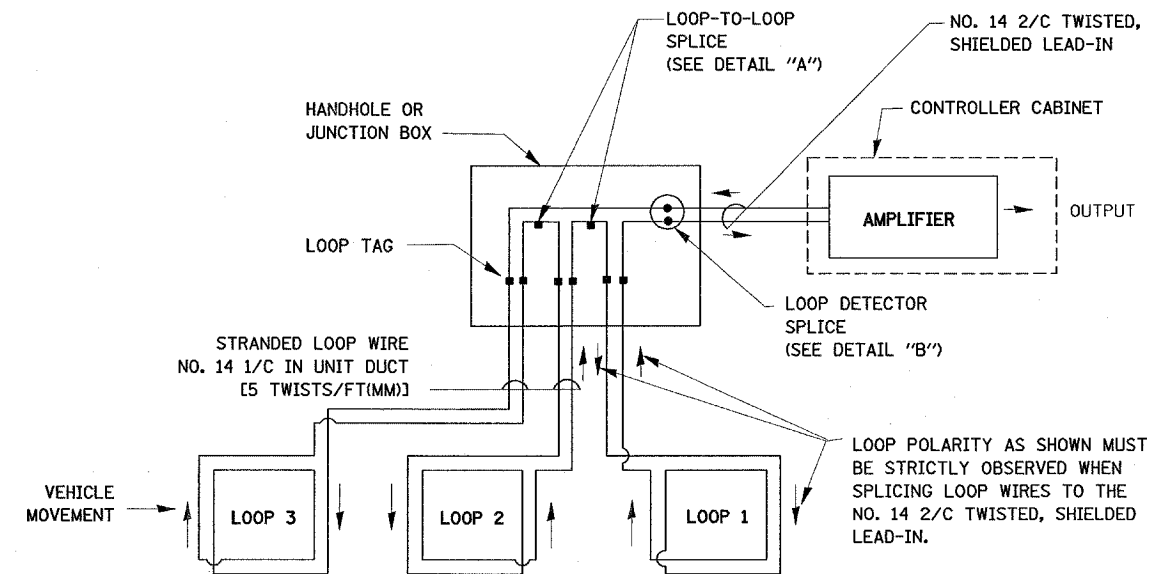 LOOP-TO-LOOP
SPLICE
(SEE DETAIL "A")
NO. 14 2/C TWISTED,
SHIELDED LEAD-IN
HANDHOLE OR
JUNCTION BOX
CONTROLLER CABINET
AMPLIFIER
OUTPUT
LOOP TAG
LOOP DETECTOR
SPLICE
(SEE DETAIL "B")
STRANDED LOOP WIRE
NO. 14 1/C IN UNIT DUCT
[5 TWISTS/FT(MM)]
LOOP POLARITY AS SHOWN MUST
BE STRICTLY OBSERVED WHEN
SPLICING LOOP WIRES TO THE
NO. 14 2/C TWISTED, SHIELDED
LEAD-IN.
VEHICLE
MOVEMENT
LOOP 3
LOOP 2
LOOP 1